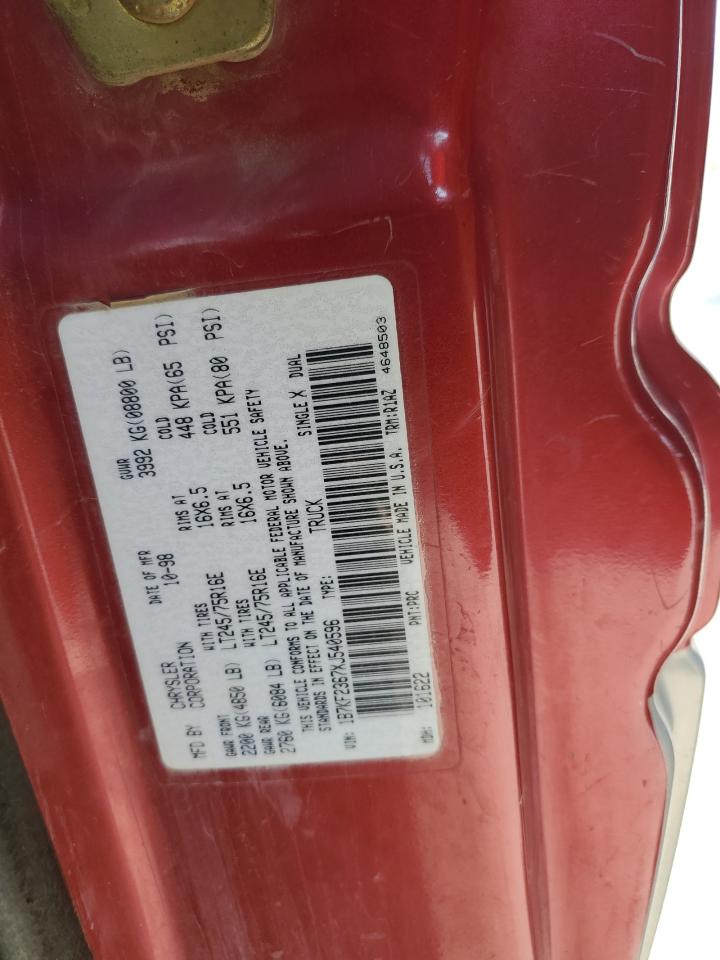 MFD BY CHRYSLER CORPORATION DATE OF MFR 10-98 GVWR 3992 KG(08800 LB)
GAWR FRONT WITH TIRES RIMS AT COLD
2200 KG(4850 LB) LT245/75R16E 16X6.5 448 KPA(65 PSI)
GAWR REAR WITH TIRES RIMS AT COLD
2760 KG(6084 LB) LT245/75R16E 16X6.5 551 KPA(80 PSI)
THIS VEHICLE CONFORMS TO ALL APPLICABLE FEDERAL MOTOR VEHICLE SAFETY
STANDARDS IN EFFECT ON THE DATE OF MANUFACTURE SHOWN ABOVE.
VIN: 1B7KF2367XJ540596 TYPE: TRUCK SINGLE X DUAL
MDH: 101622 PNT:PRC VEHICLE MADE IN U.S.A. TRM:R1AZ 4648503